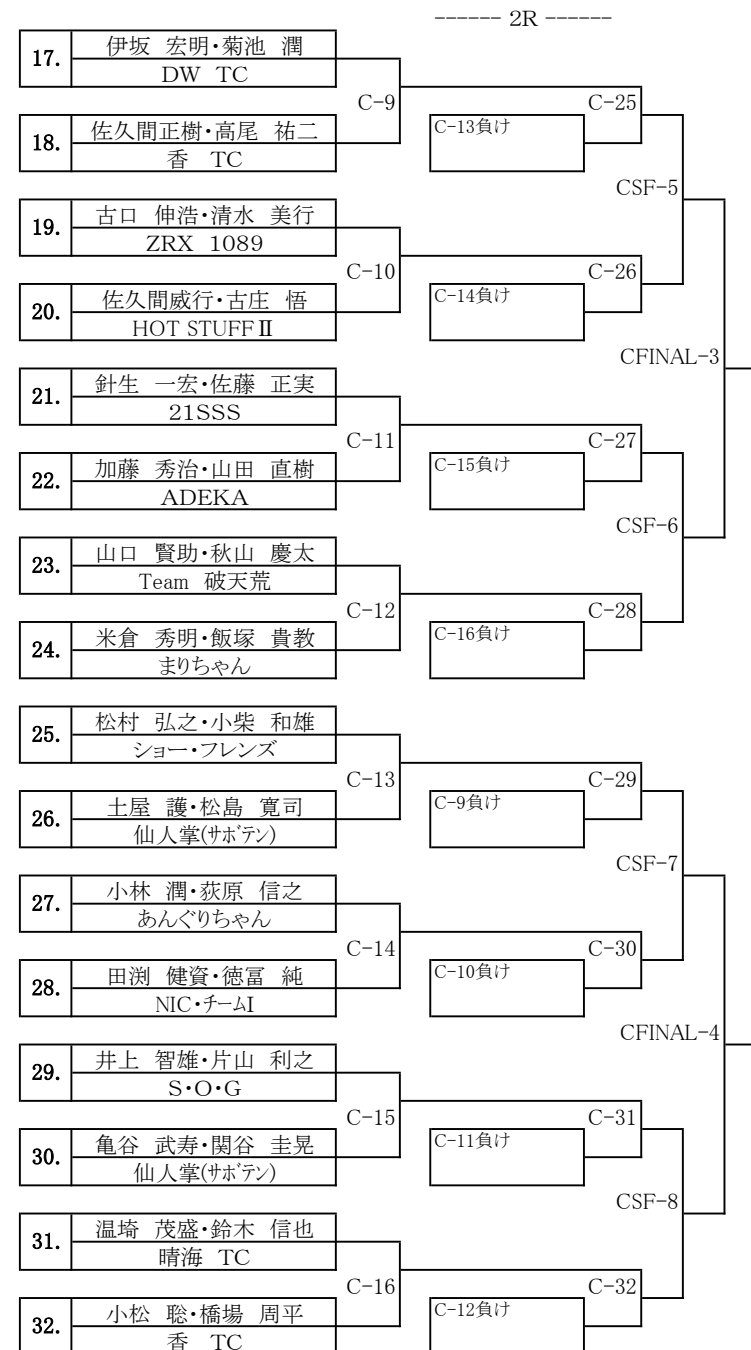 ------ 2R ------
17.
伊坂 宏明・菊池 潤
DW TC
C-9
C-25
18.
佐久間正樹・高尾 祐二
香 TC
C-13負け
CSF-5
19.
古口 伸浩・清水 美行
ZRX 1089
C-10
C-26
20.
佐久間威行・古庄 悟
HOT STUFFⅡ
C-14負け
CFINAL-3
21.
針生 一宏・佐藤 正実
21SSS
C-11
C-27
22.
加藤 秀治・山田 直樹
ADEKA
C-15負け
CSF-6
23.
山口 賢助・秋山 慶太
Team 破天荒
C-12
C-28
24.
米倉 秀明・飯塚 貴教
まりちゃん
C-16負け
25.
松村 弘之・小柴 和雄
ショー・フレンズ
C-13
C-29
26.
土屋 護・松島 寛司
仙人掌(ｻﾎﾞﾃﾝ)
C-9負け
CSF-7
27.
小林 潤・荻原 信之
あんぐりちゃん
C-14
C-30
28.
田渕 健資・徳冨 純
NIC・ﾁｰﾑI
C-10負け
CFINAL-4
29.
井上 智雄・片山 利之
S・O・G
C-15
C-31
30.
亀谷 武寿・関谷 圭晃
仙人掌(ｻﾎﾞﾃﾝ)
C-11負け
CSF-8
31.
温埼 茂盛・鈴木 信也
晴海 TC
C-16
C-32
32.
小松 聡・橋場 周平
香 TC
C-12負け